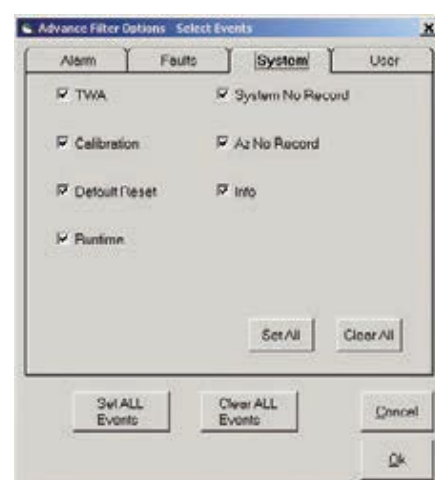 Advance Filter Options Select Events
Alarm Faults System User
TWA System No Record
Calibration Az No Record
Default Reset Info
Runtime
Set All Clear All
Set ALL Events Clear ALL Events Cancel
Ok